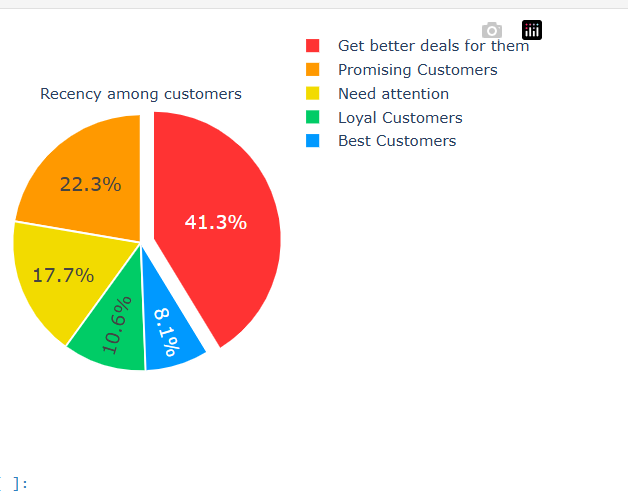 Get better deals for them
Promising Customers
Need attention
Loyal Customers
Best Customers
Recency among customers
41.3%
22.3%
17.7%
10.6%
8.1%
]: